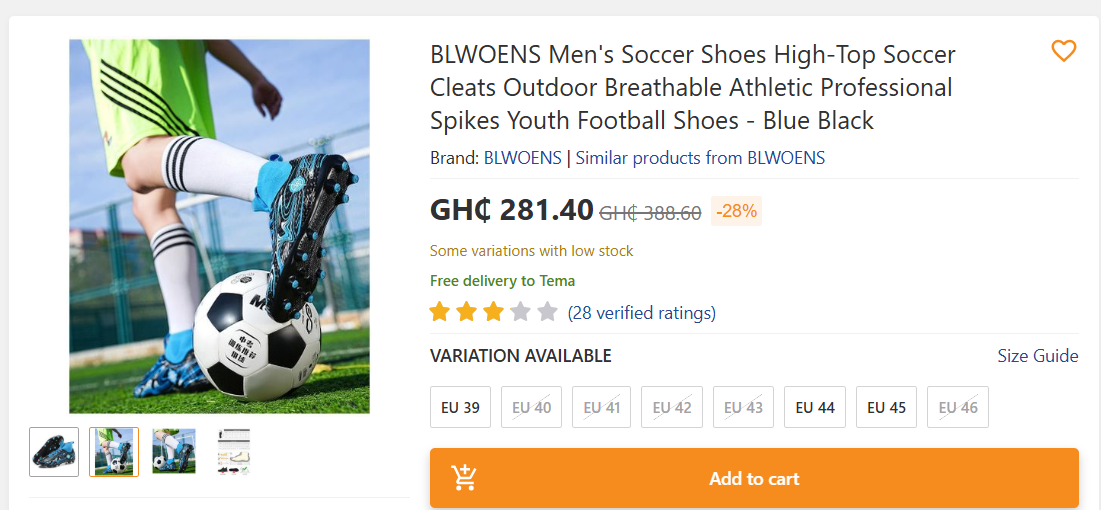 BLWOENS Men's Soccer Shoes High-Top Soccer
Cleats Outdoor Breathable Athletic Professional
Spikes Youth Football Shoes - Blue Black
Brand: BLWOENS | Similar products from BLWOENS
GH₵ 281.40 GH₵ 388.60 -28%
Some variations with low stock
Free delivery to Tema
(28 verified ratings)
VARIATION AVAILABLE Size Guide
EU 39 EU 40 EU 41 EU 42 EU 43 EU 44 EU 45 EU 46
Add to cart